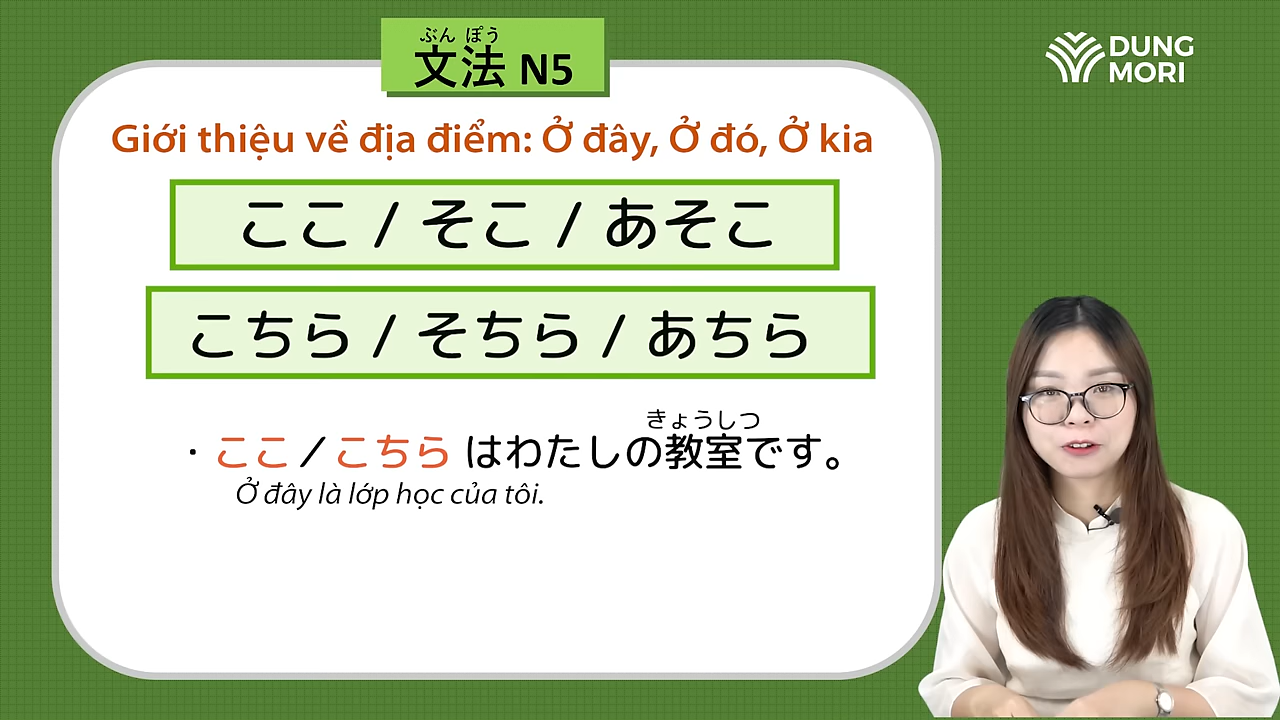 ぶん ぽう
文法 N5
DUNG
MORI
Giới thiệu về địa điểm: Ở đây, Ở đó, Ở kia
ここ / そこ / あそこ
こちら / そちら / あちら
きょうしつ
・ここ／こちら はわたしの教室です。
Ở đây là lớp học của tôi.